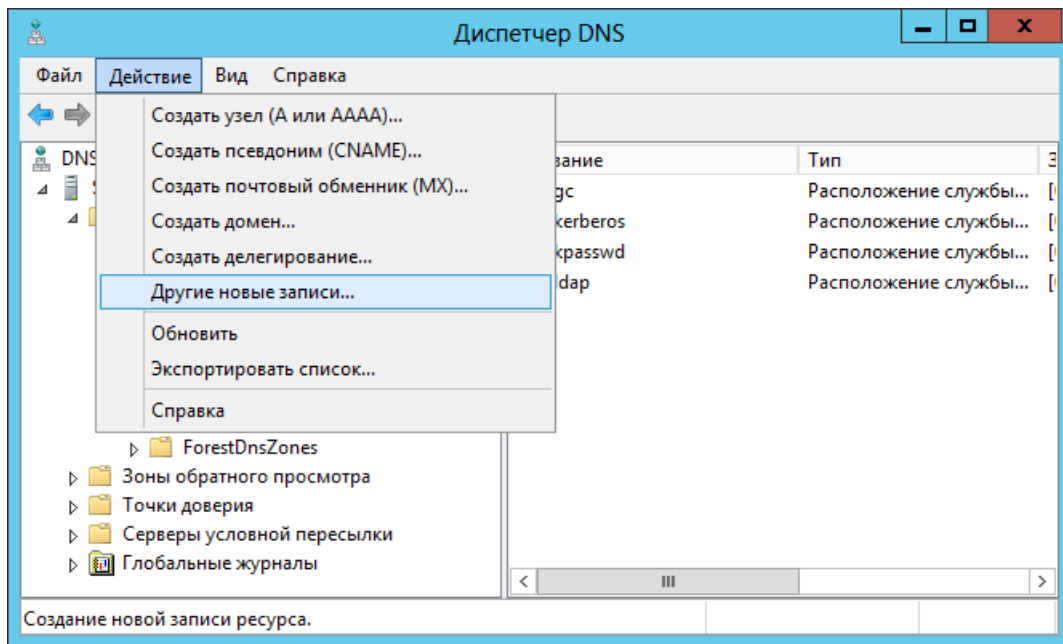 Диспетчер DNS
Файл Действие Вид Справка
Создать узел (A или AAAA)...
Создать псевдоним (CNAME)...
Создать почтовый обменник (MX)...
Создать домен...
Создать делегирование...
Другие новые записи...
Обновить
Экспортировать список...
Справка
DNS
ForestDnsZones
Зоны обратного просмотра
Точки доверия
Серверы условной пересылки
Глобальные журналы
вание Тип З
gc Расположение службы... [
kerberos Расположение службы... [
kpasswd Расположение службы... [
ldap Расположение службы... [
Создание новой записи ресурса.